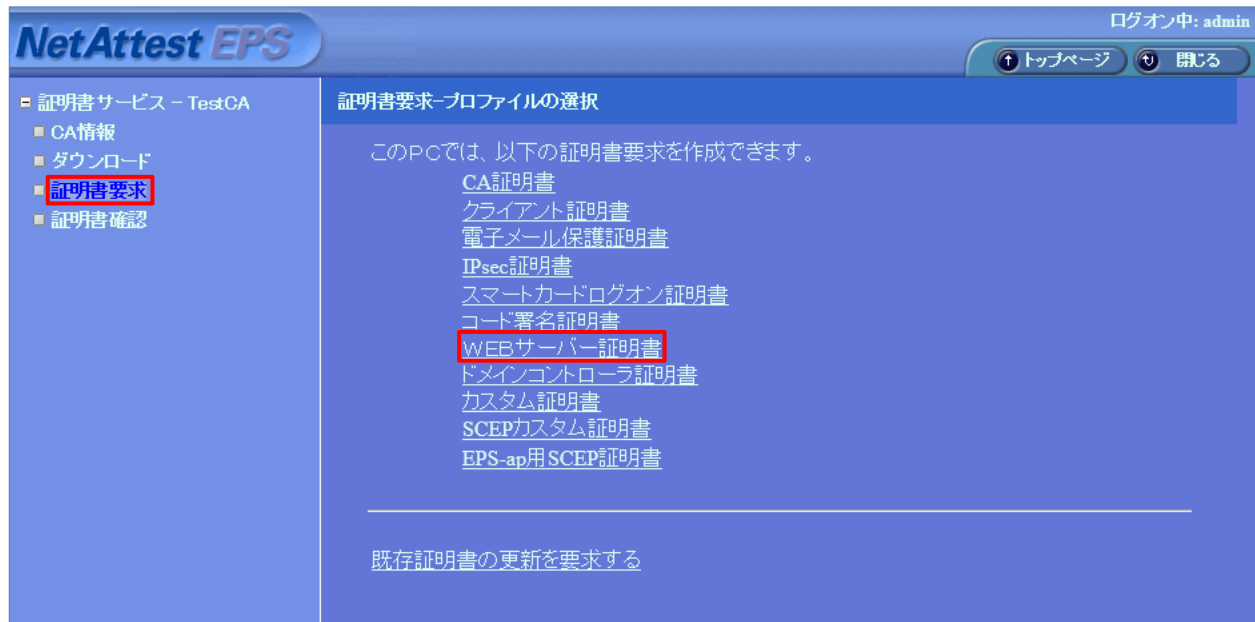 NetAttest EPS
ログオン中: admin
トップページ 閉じる
証明書サービス - TestCA
CA情報
ダウンロード
証明書要求
証明書確認
証明書要求-プロファイルの選択
このPCでは、以下の証明書要求を作成できます。
CA証明書
クライアント証明書
電子メール保護証明書
IPsec証明書
スマートカードログオン証明書
コード署名証明書
WEBサーバー証明書
ドメインコントローラ証明書
カスタム証明書
SCEPカスタム証明書
EPS-ap用SCEP証明書
既存証明書の更新を要求する